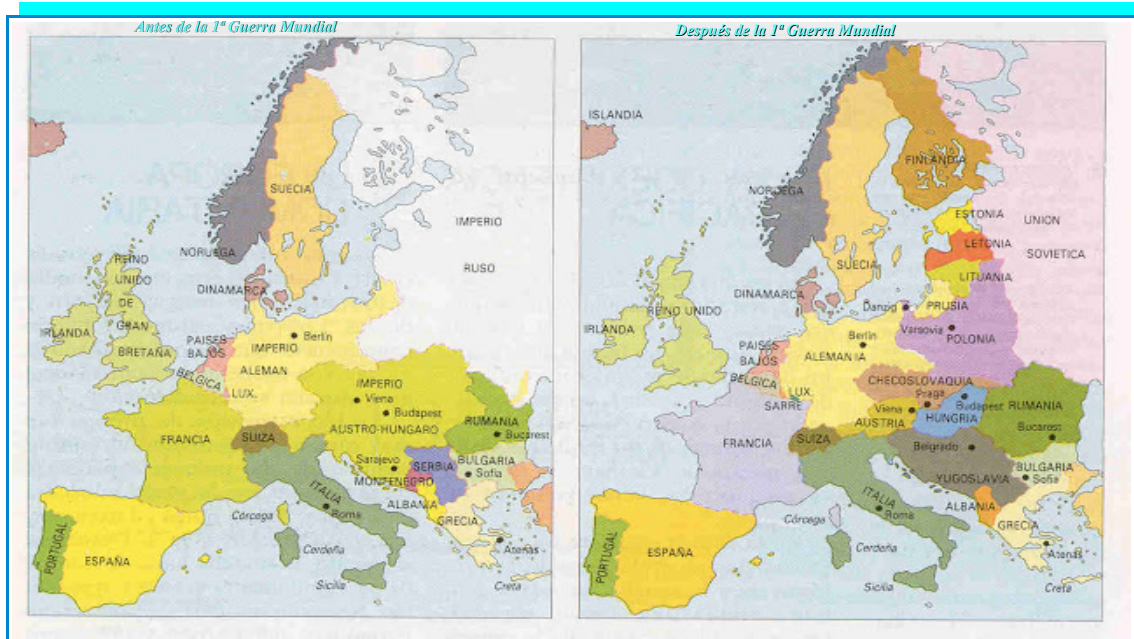 Antes de la 1ª Guerra Mundial
SUECIA
IMPERIO
RUSO
NORUEGA
REINO
UNIDO
DE
GRAN
BRETAÑA
IRLANDA
DINAMARCA
PAISES
BAJOS
BELGICA
LUX.
Berlín
IMPERIO
ALEMAN
IMPERIO
Viena
Budapest
AUSTRO-HUNGARO
RUMANIA
Bucarest
FRANCIA
SUIZA
Sarajevo
SERBIA
BULGARIA
Sofía
MONTENEGRO
ITALIA
ALBANIA
Roma
Córcega
GRECIA
PORTUGAL
ESPAÑA
Cerdeña
Atenas
Sicilia
Creta
Después de la 1ª Guerra Mundial
ISLANDIA
FINLANDIA
NORUEGA
ESTONIA
UNION
SOVIETICA
LETONIA
SUECIA
LITUANIA
DINAMARCA
Danzig
PRUSIA
REINO UNIDO
IRLANDA
Varsovia
POLONIA
PAISES
BAJOS
Berlín
ALEMANIA
BELGICA
LUX.
SARRE
CHECOSLOVAQUIA
Praga
Viena
Budapest
RUMANIA
AUSTRIA
HUNGRIA
Bucarest
FRANCIA
SUIZA
Belgrado
YUGOSLAVIA
BULGARIA
Sofía
ITALIA
Roma
ALBANIA
Córcega
GRECIA
PORTUGAL
ESPAÑA
Cerdeña
Atenas
Sicilia
Creta